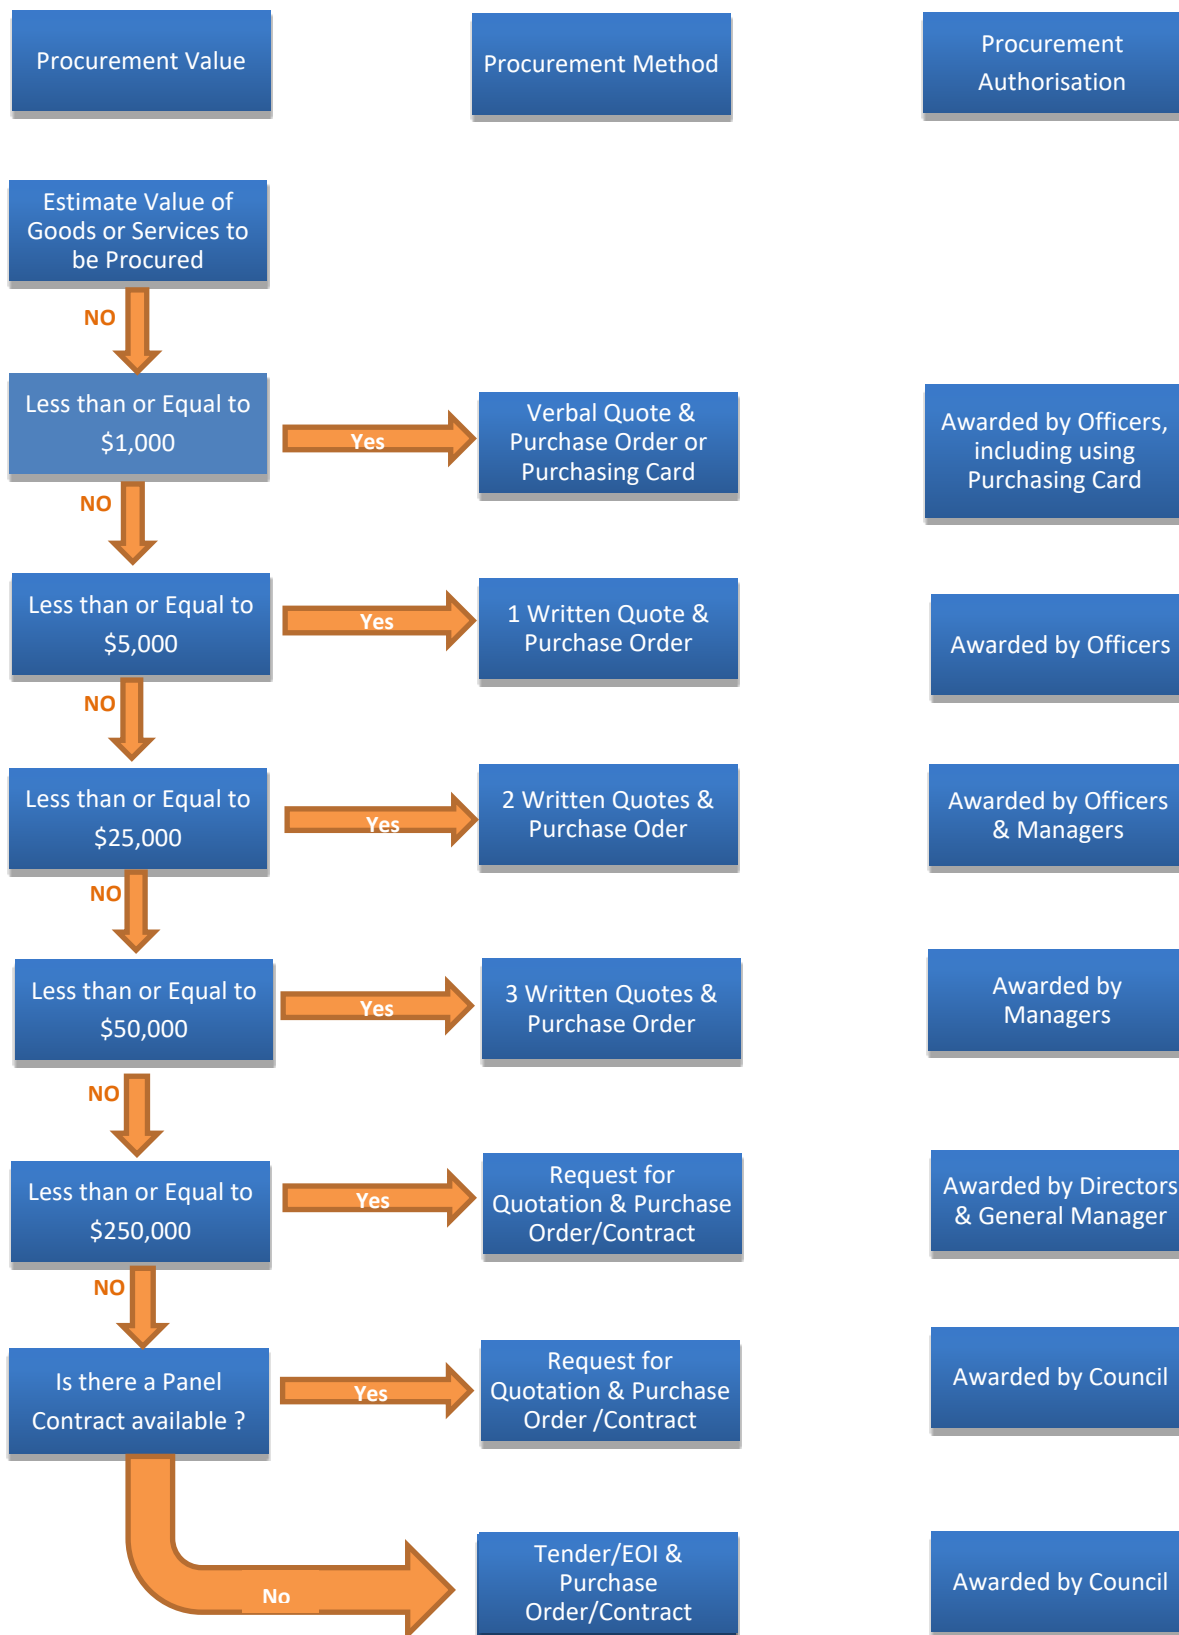 Procurement Value
Procurement Method
Procurement
Authorisation
Estimate Value of
Goods or Services to
be Procured
NO
Less than or Equal to
$1,000
Yes
Verbal Quote &
Purchase Order or
Purchasing Card
Awarded by Officers,
including using
Purchasing Card
NO
Less than or Equal to
$5,000
Yes
1 Written Quote &
Purchase Order
Awarded by Officers
NO
Less than or Equal to
$25,000
Yes
2 Written Quotes &
Purchase Oder
Awarded by Officers
& Managers
NO
Less than or Equal to
$50,000
Yes
3 Written Quotes &
Purchase Order
Awarded by
Managers
NO
Less than or Equal to
$250,000
Yes
Request for
Quotation & Purchase
Order/Contract
Awarded by Directors
& General Manager
NO
Is there a Panel
Contract available ?
Yes
Request for
Quotation & Purchase
Order /Contract
Awarded by Council
No
Tender/EOI &
Purchase
Order/Contract
Awarded by Council